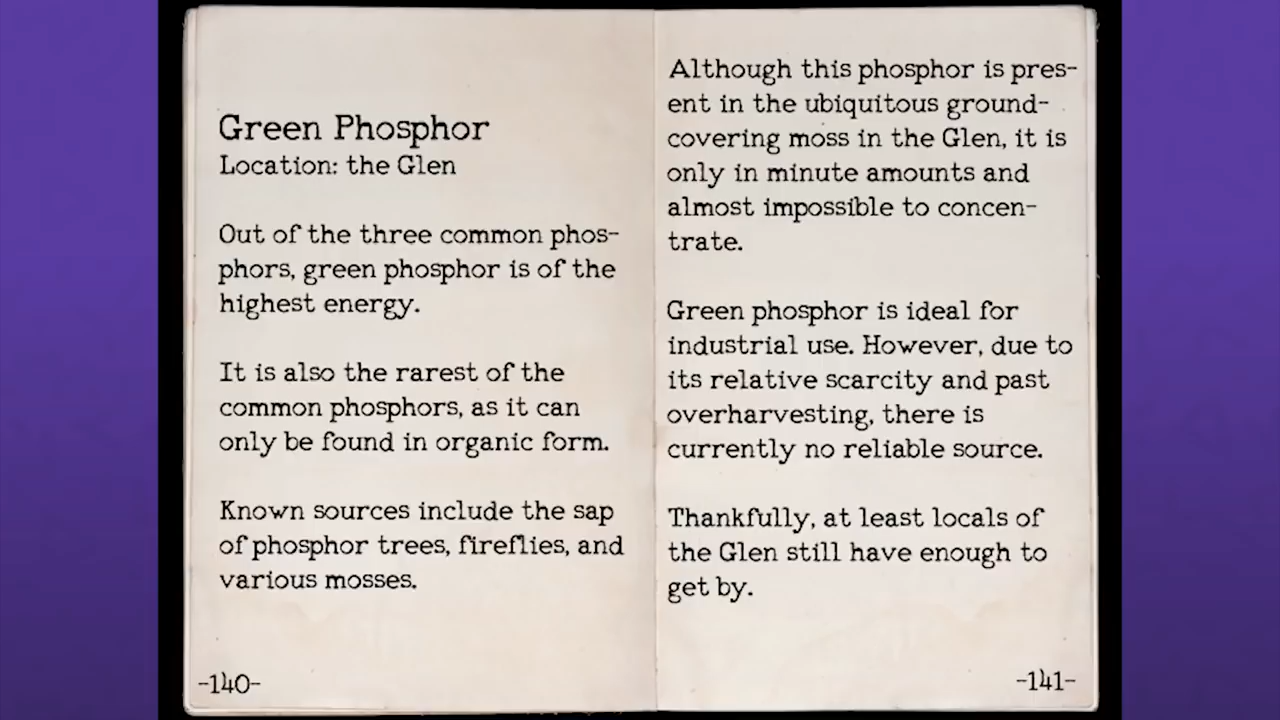 Green Phosphor
Location: the Glen
Out of the three common phos-
phors, green phosphor is of the
highest energy.
It is also the rarest of the
common phosphors, as it can
only be found in organic form.
Known sources include the sap
of phosphor trees, fireflies, and
various mosses.
-140-
Although this phosphor is pres-
ent in the ubiquitous ground-
covering moss in the Glen, it is
only in minute amounts and
almost impossible to concen-
trate.
Green phosphor is ideal for
industrial use. However, due to
its relative scarcity and past
overharvesting, there is
currently no reliable source.
Thankfully, at least locals of
the Glen still have enough to
get by.
-141-